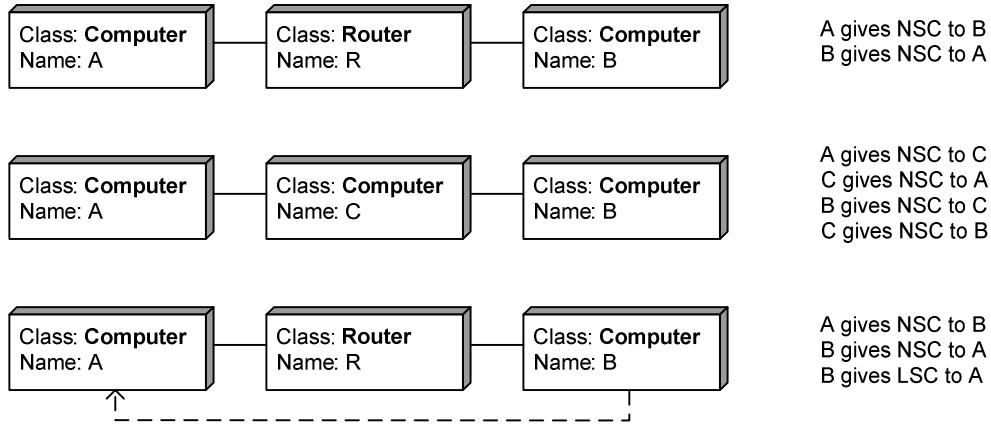 Class: Computer
Name: A
Class: Router
Name: R
Class: Computer
Name: B
A gives NSC to B
B gives NSC to A
Class: Computer
Name: A
Class: Computer
Name: C
Class: Computer
Name: B
A gives NSC to C
C gives NSC to A
B gives NSC to C
C gives NSC to B
Class: Computer
Name: A
Class: Router
Name: R
Class: Computer
Name: B
A gives NSC to B
B gives NSC to A
B gives LSC to A